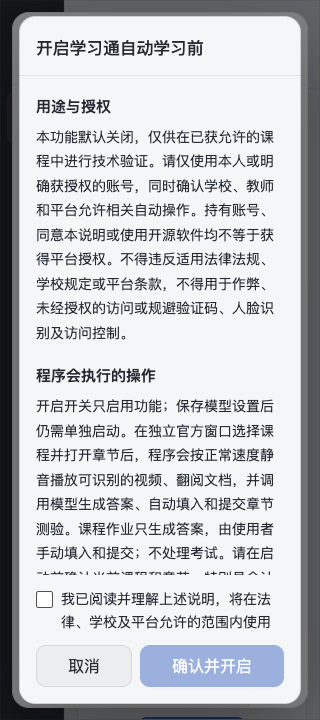 开启学习通自动学习前
用途与授权
本功能默认关闭，仅供在已获允许的课
程中进行技术验证。请仅使用本人或明
确获授权的账号，同时确认学校、教师
和平台允许相关自动操作。持有账号、
同意本说明或使用开源软件均不等于获
得平台授权。不得违反适用法律法规、
学校规定或平台条款，不得用于作弊、
未经授权的访问或规避验证码、人脸识
别及访问控制。
程序会执行的操作
开启开关只启用功能；保存模型设置后
仍需单独启动。在独立官方窗口选择课
程并打开章节后，程序会按正常速度静
音播放可识别的视频、翻阅文档，并调
用模型生成答案、自动填入和提交章节
测验。课程作业只生成答案，由使用者
手动填入和提交；不处理考试。请在启
我已阅读并理解上述说明，将在法
律、学校及平台允许的范围内使用
取消
确认并开启